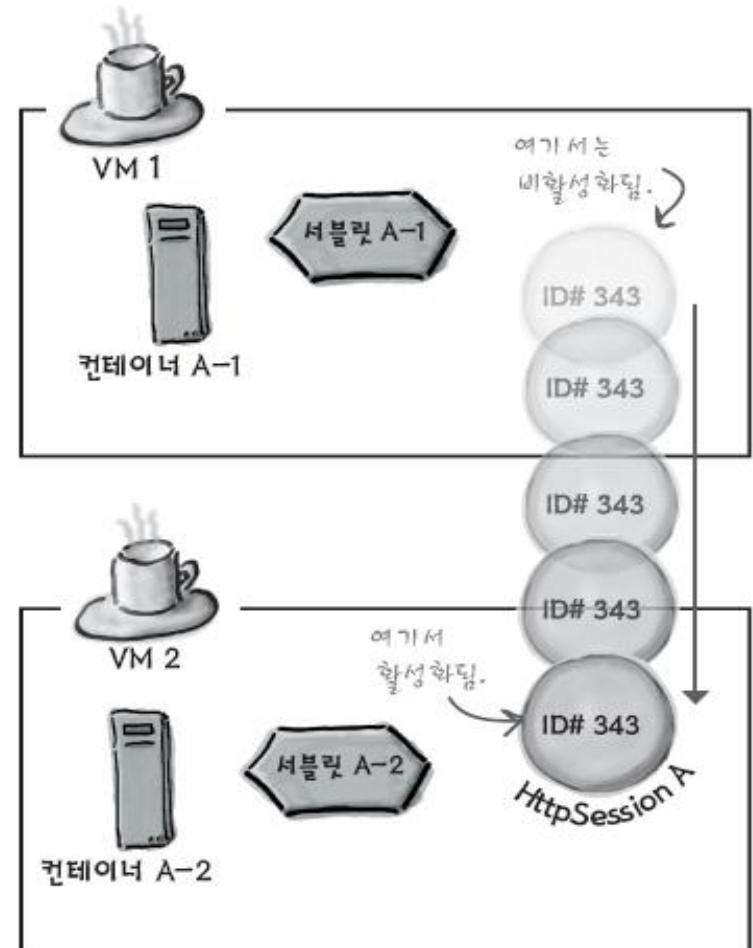 VM 1
여기서는
비활성화됨.
서블릿 A-1
ID# 343
컨테이너 A-1
ID# 343
ID# 343
ID# 343
VM 2
여기서
활성화됨.
ID# 343
서블릿 A-2
HttpSession A
컨테이너 A-2